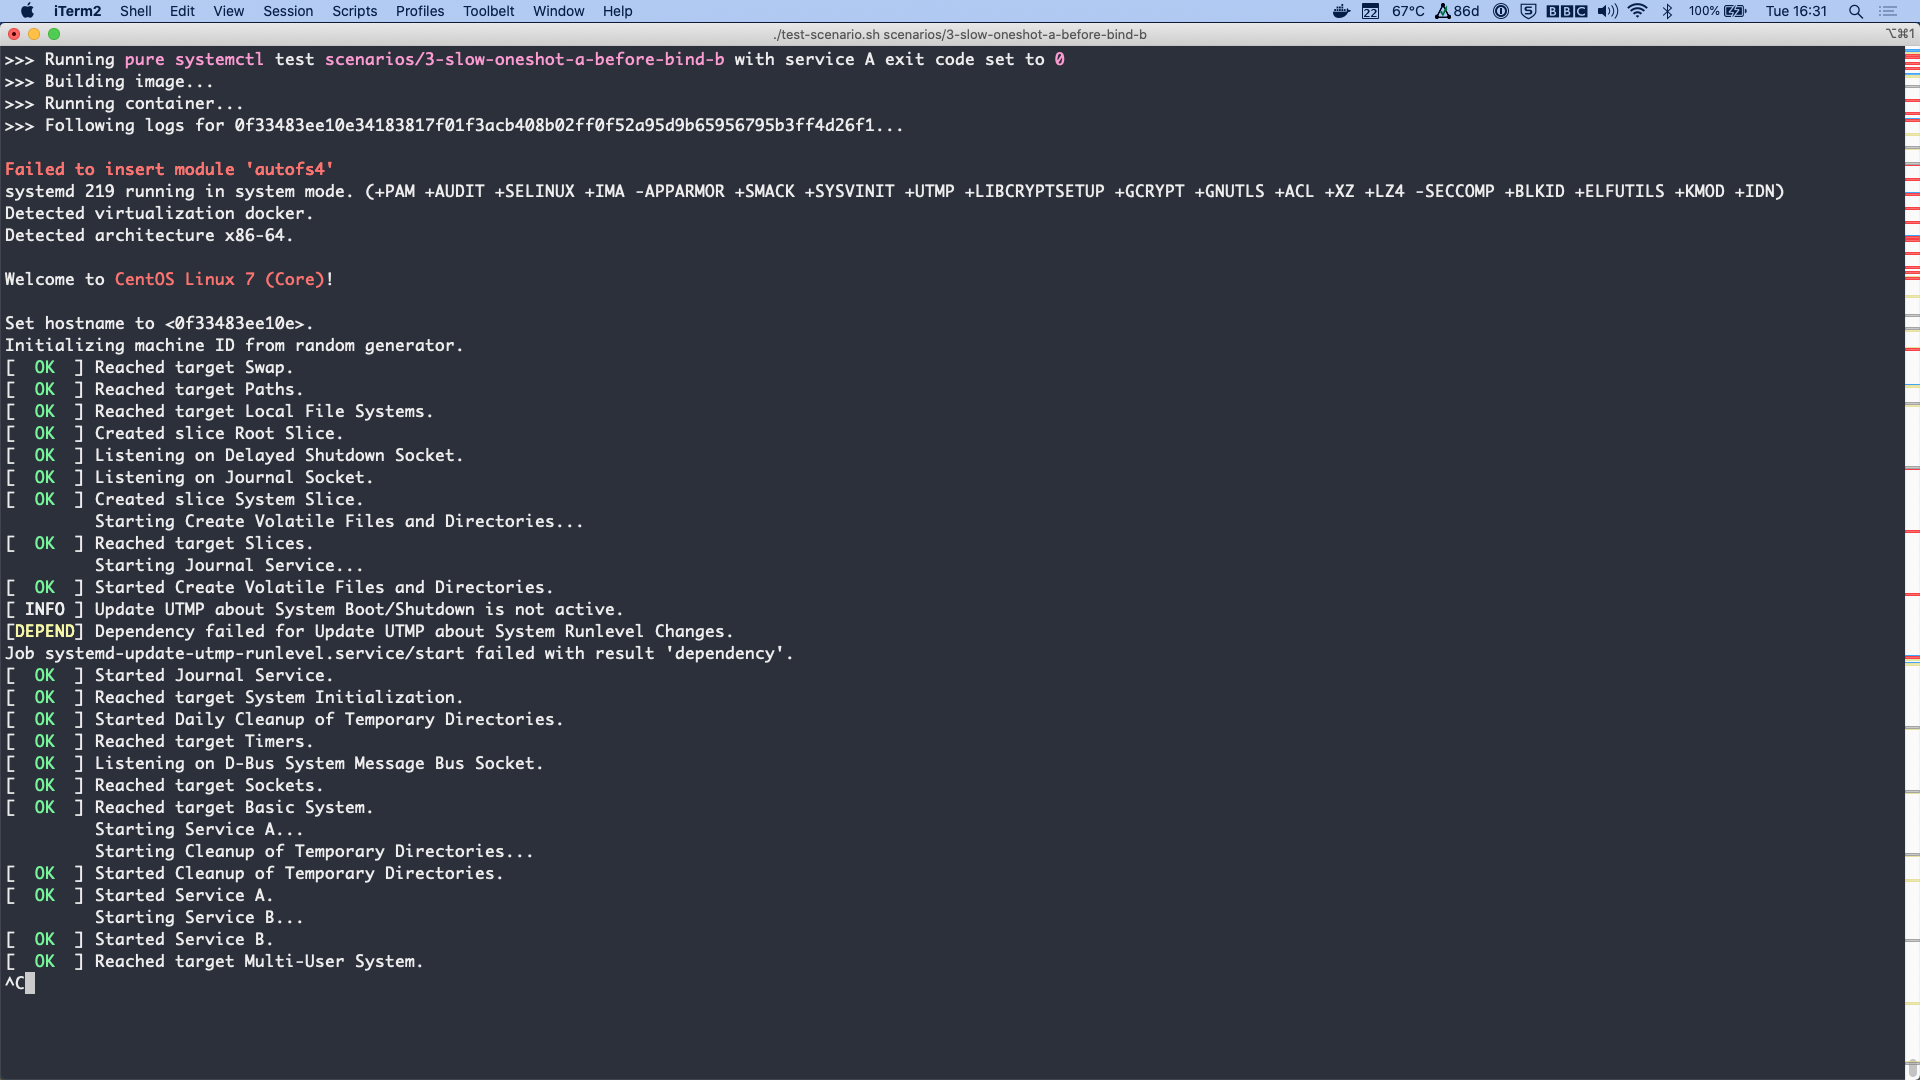 iTerm2 Shell Edit View Session Scripts Profiles Toolbelt Window Help 22 67°C 86d BBC 100% Tue 16:31
./test-scenario.sh scenarios/3-slow-oneshot-a-before-bind-b ⌥⌘1
>>> Running pure systemctl test scenarios/3-slow-oneshot-a-before-bind-b with service A exit code set to 0
>>> Building image...
>>> Running container...
>>> Following logs for 0f33483ee10e34183817f01f3acb408b02ff0f52a95d9b65956795b3ff4d26f1...
Failed to insert module 'autofs4'
systemd 219 running in system mode. (+PAM +AUDIT +SELINUX +IMA -APPARMOR +SMACK +SYSVINIT +UTMP +LIBCRYPTSETUP +GCRYPT +GNUTLS +ACL +XZ +LZ4 -SECCOMP +BLKID +ELFUTILS +KMOD +IDN)
Detected virtualization docker.
Detected architecture x86-64.
Welcome to CentOS Linux 7 (Core)!
Set hostname to <0f33483ee10e>.
Initializing machine ID from random generator.
[  OK  ] Reached target Swap.
[  OK  ] Reached target Paths.
[  OK  ] Reached target Local File Systems.
[  OK  ] Created slice Root Slice.
[  OK  ] Listening on Delayed Shutdown Socket.
[  OK  ] Listening on Journal Socket.
[  OK  ] Created slice System Slice.
         Starting Create Volatile Files and Directories...
[  OK  ] Reached target Slices.
         Starting Journal Service...
[  OK  ] Started Create Volatile Files and Directories.
[ INFO ] Update UTMP about System Boot/Shutdown is not active.
[DEPEND] Dependency failed for Update UTMP about System Runlevel Changes.
Job systemd-update-utmp-runlevel.service/start failed with result 'dependency'.
[  OK  ] Started Journal Service.
[  OK  ] Reached target System Initialization.
[  OK  ] Started Daily Cleanup of Temporary Directories.
[  OK  ] Reached target Timers.
[  OK  ] Listening on D-Bus System Message Bus Socket.
[  OK  ] Reached target Sockets.
[  OK  ] Reached target Basic System.
         Starting Service A...
         Starting Cleanup of Temporary Directories...
[  OK  ] Started Cleanup of Temporary Directories.
[  OK  ] Started Service A.
         Starting Service B...
[  OK  ] Started Service B.
[  OK  ] Reached target Multi-User System.
^C